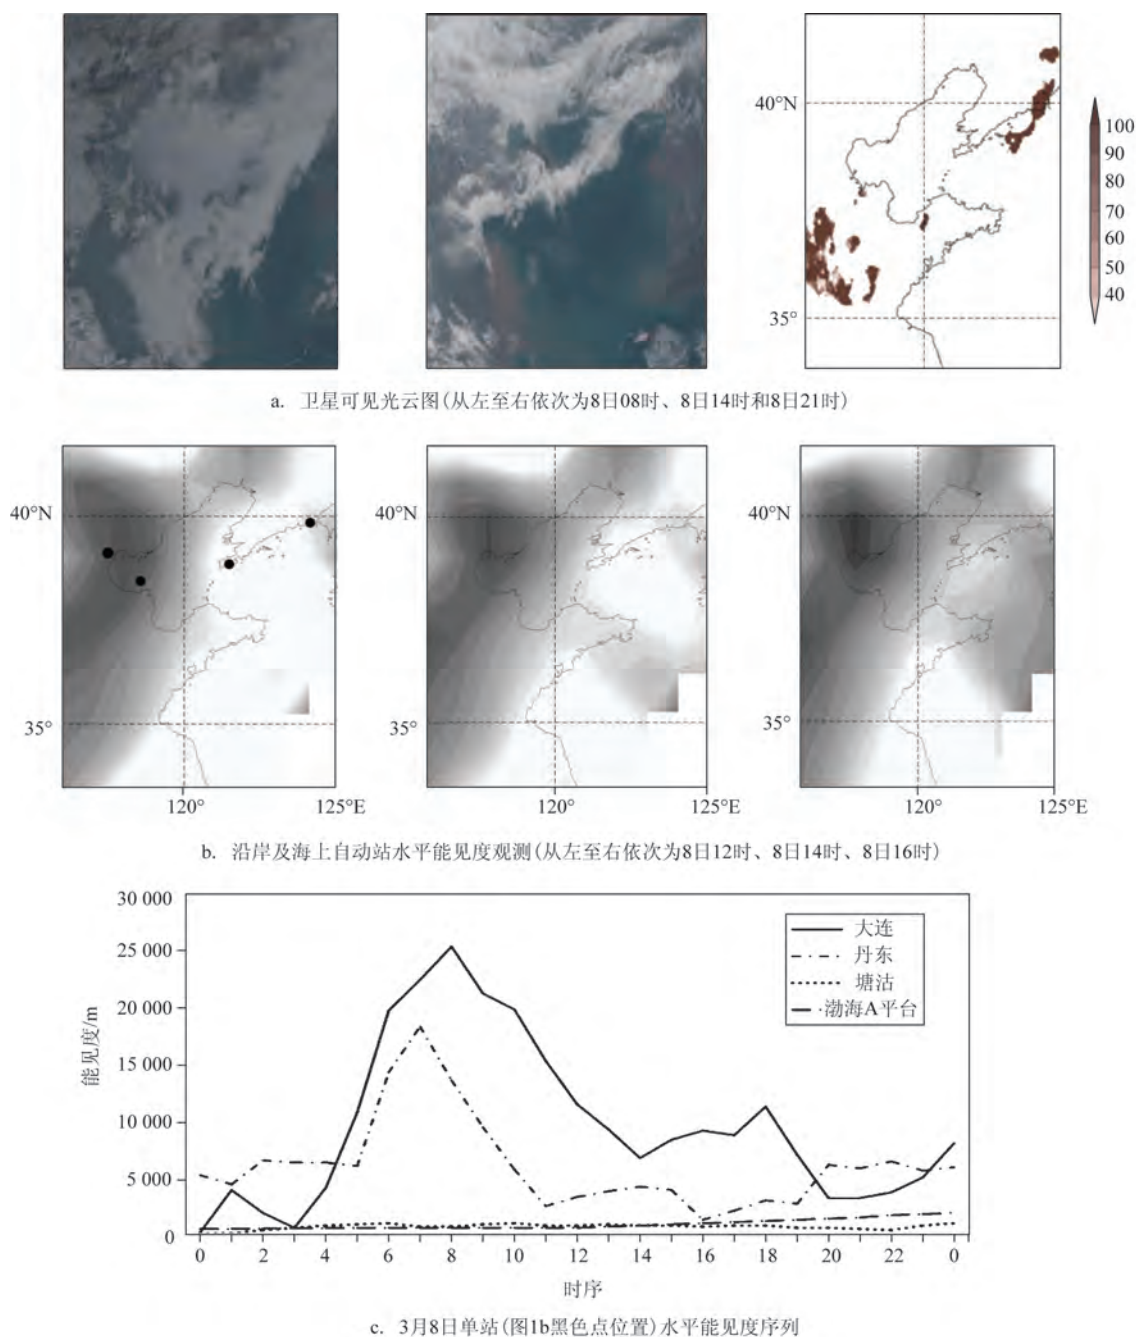 40°N
35°
100
90
80
70
60
50
40
a. 卫星可见光云图(从左至右依次为8日08时、8日14时和8日21时)
40°N
35°
120°
125°E
40°N
35°
120°
125°E
40°N
35°
120°
125°E
b. 沿岸及海上自动站水平能见度观测(从左至右依次为8日12时、8日14时、8日16时)
30 000
25 000
20 000
15 000
10 000
5 000
0
能见度/m
大连
丹东
塘沽
渤海A平台
0 2 4 6 8 10 12 14 16 18 20 22 0
时序
c. 3月8日单站(图1b黑色点位置)水平能见度序列